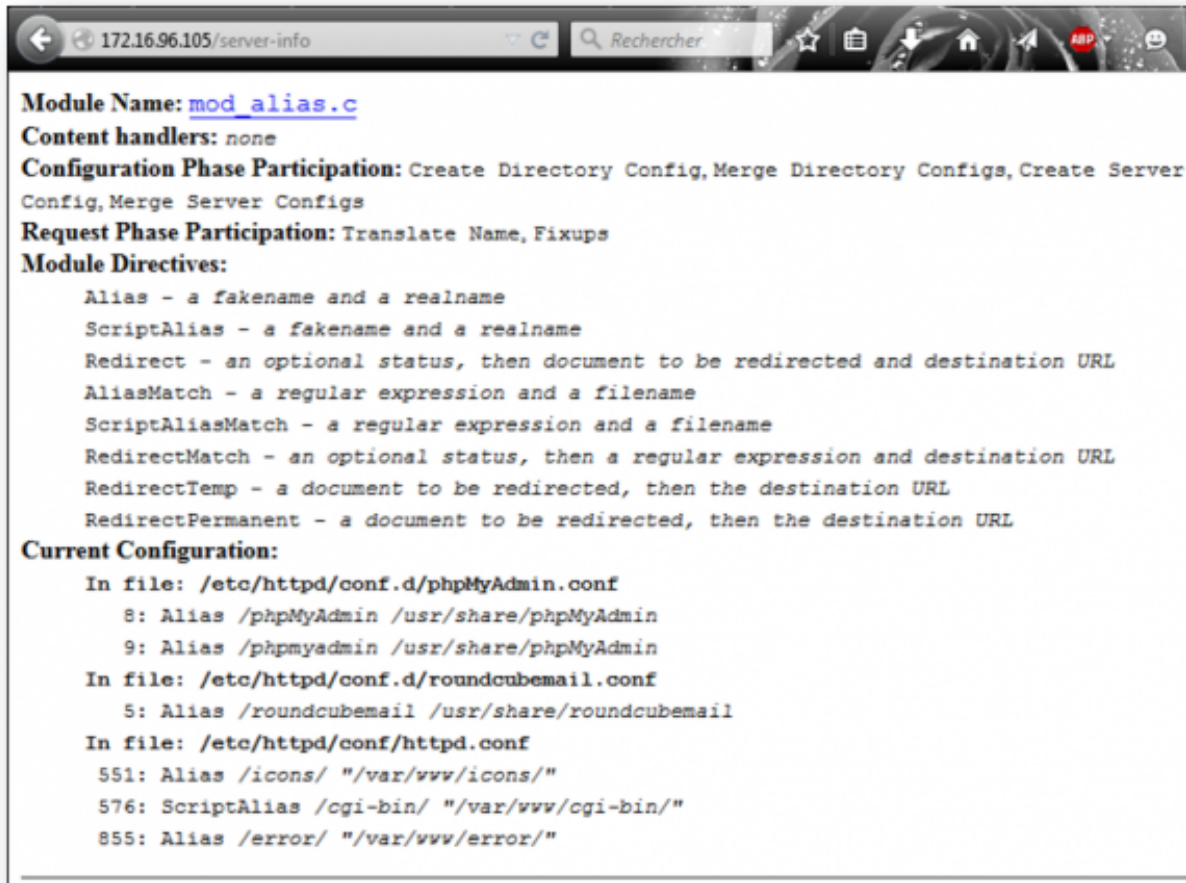 172.16.96.105/server-info
Rechercher
ABP
Module Name: mod_alias.c
Content handlers: none
Configuration Phase Participation: Create Directory Config, Merge Directory Configs, Create Server
Config, Merge Server Configs
Request Phase Participation: Translate Name, Fixups
Module Directives:
Alias - a fakename and a realname
ScriptAlias - a fakename and a realname
Redirect - an optional status, then document to be redirected and destination URL
AliasMatch - a regular expression and a filename
ScriptAliasMatch - a regular expression and a filename
RedirectMatch - an optional status, then a regular expression and destination URL
RedirectTemp - a document to be redirected, then the destination URL
RedirectPermanent - a document to be redirected, then the destination URL
Current Configuration:
In file: /etc/httpd/conf.d/phpMyAdmin.conf
8: Alias /phpMyAdmin /usr/share/phpMyAdmin
9: Alias /phpmyadmin /usr/share/phpMyAdmin
In file: /etc/httpd/conf.d/roundcubemail.conf
5: Alias /roundcubemail /usr/share/roundcubemail
In file: /etc/httpd/conf/httpd.conf
551: Alias /icons/ "/var/www/icons/"
576: ScriptAlias /cgi-bin/ "/var/www/cgi-bin/"
855: Alias /error/ "/var/www/error/"